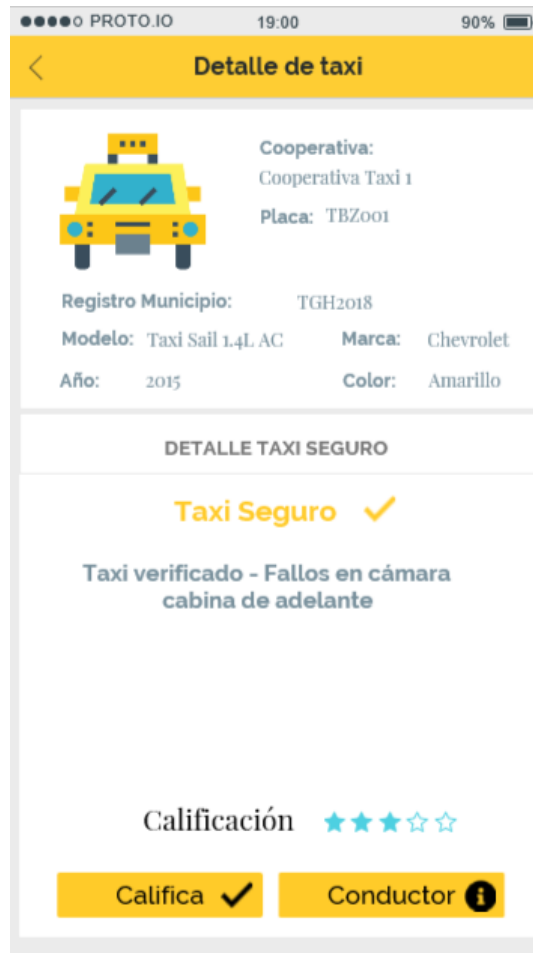 PROTO.IO 19:00 90%
Detalle de taxi
Cooperativa:
Cooperativa Taxi 1
Placa: TBZ001
Registro Municipio: TGH2018
Modelo: Taxi Sail 1.4L AC Marca: Chevrolet
Año: 2015 Color: Amarillo
DETALLE TAXI SEGURO
Taxi Seguro
Taxi verificado - Fallos en cámara
cabina de adelante
Calificación
Califica Conductor